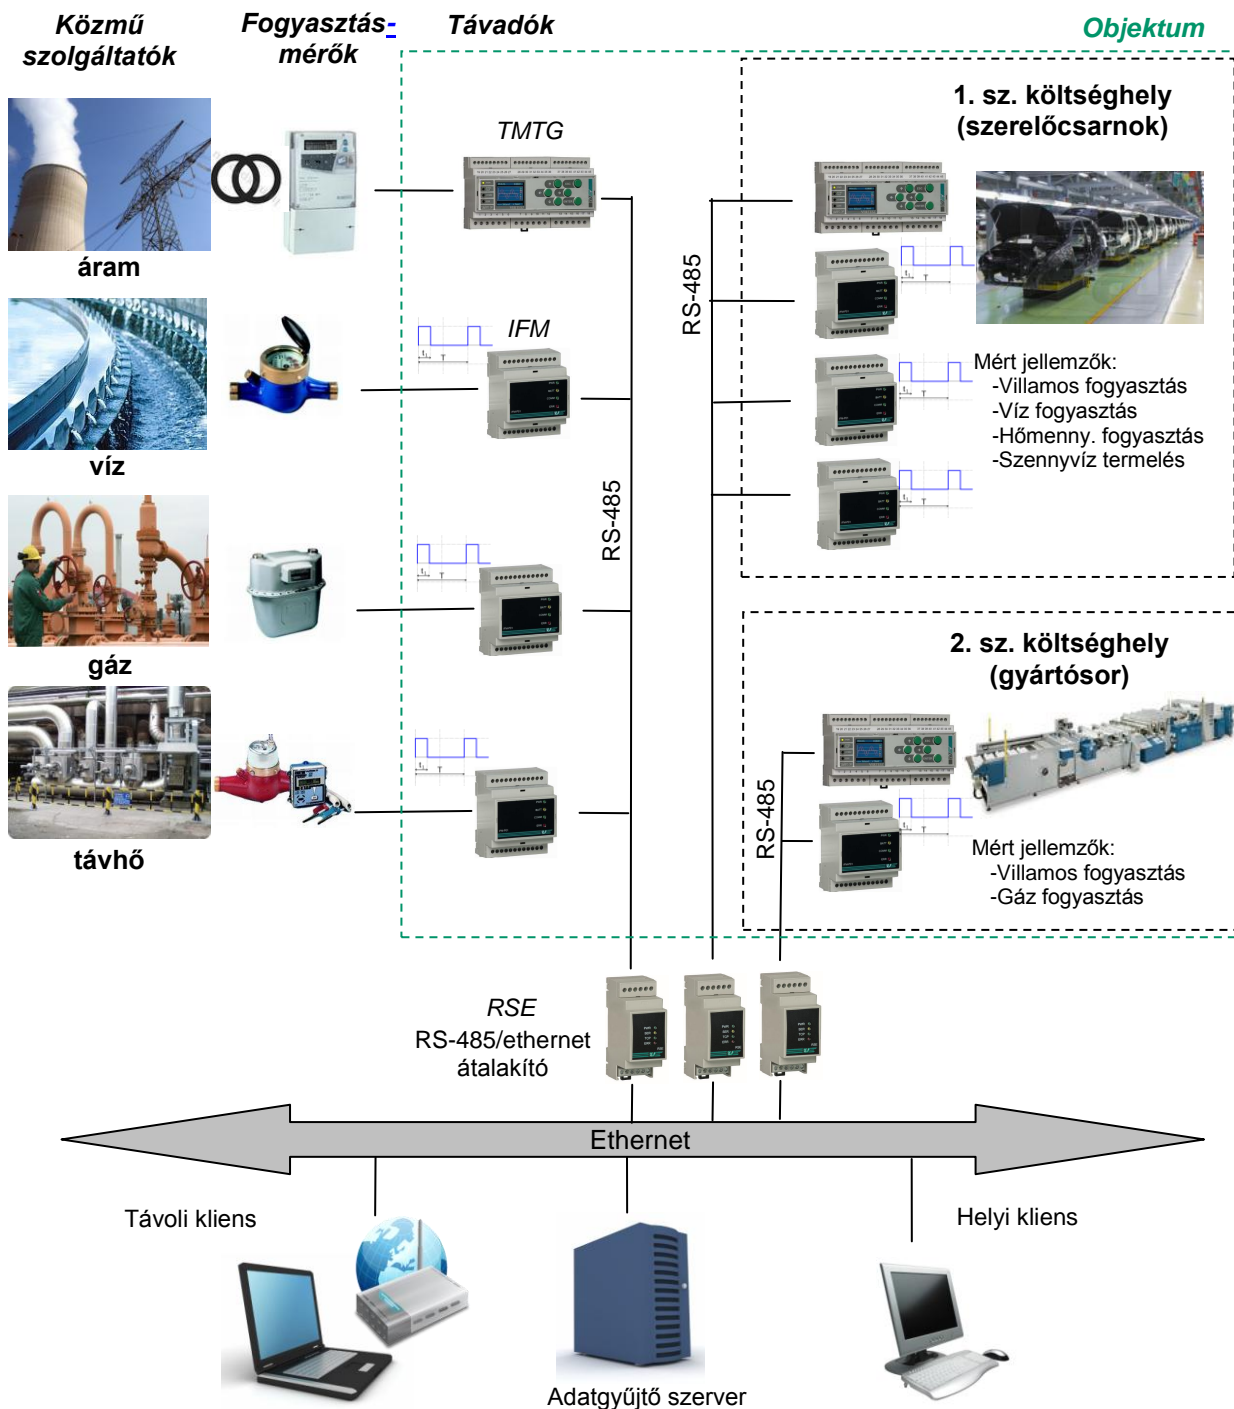 Közmű
szolgáltatók
Fogyasztás-
mérők
Távadók
Objektum
TMTG
áram
IFM
víz
gáz
távhő
RS-485
RS-485
1. sz. költséghely
(szerelőcsarnok)
Mért jellemzők:
-Villamos fogyasztás
-Víz fogyasztás
-Hőmenny. fogyasztás
-Szennyvíz termelés
2. sz. költséghely
(gyártósor)
RS-485
Mért jellemzők:
-Villamos fogyasztás
-Gáz fogyasztás
RSE
RS-485/ethernet
átalakító
Ethernet
Távoli kliens
Helyi kliens
Adatgyűjtő szerver